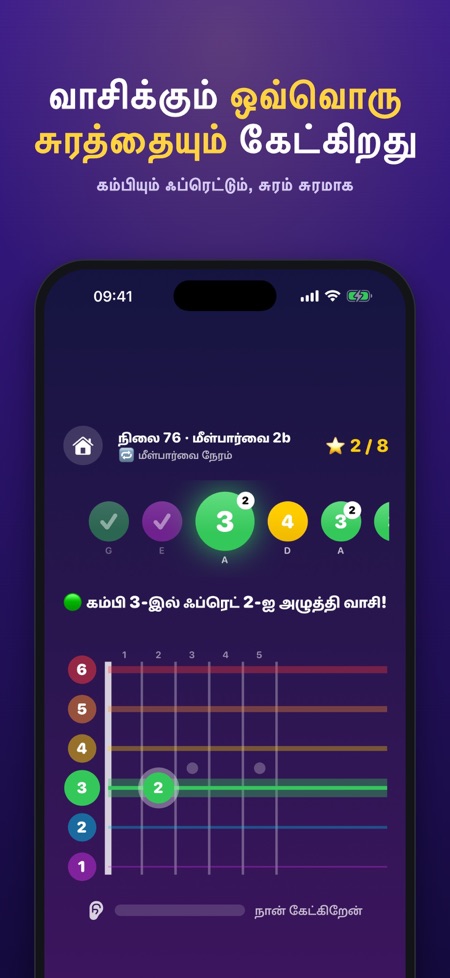 வாசிக்கும் ஒவ்வொரு
சுரத்தையும் கேட்கிறது
கம்பியும் ஃப்ரெட்டும், சுரம் சுரமாக
09:41
நிலை 76 · மீள்பார்வை 2b
மீள்பார்வை நேரம்
2 / 8
3 2 4 3 2
G E A D A
கம்பி 3-இல் ஃப்ரெட் 2-ஐ அழுத்தி வாசி!
1 2 3 4 5
6
5
4
3 2
2
1
நான் கேட்கிறேன்